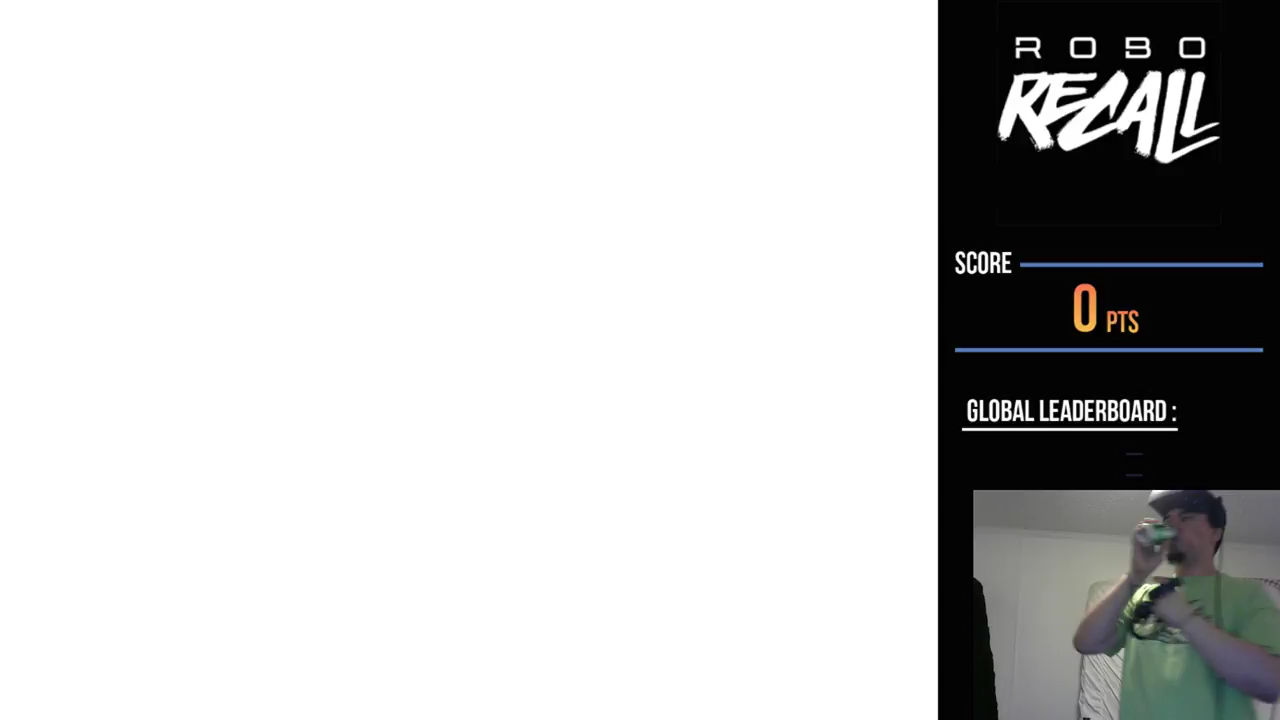 ROBO
RECALL
SCORE
0 PTS
GLOBAL LEADERBOARD :